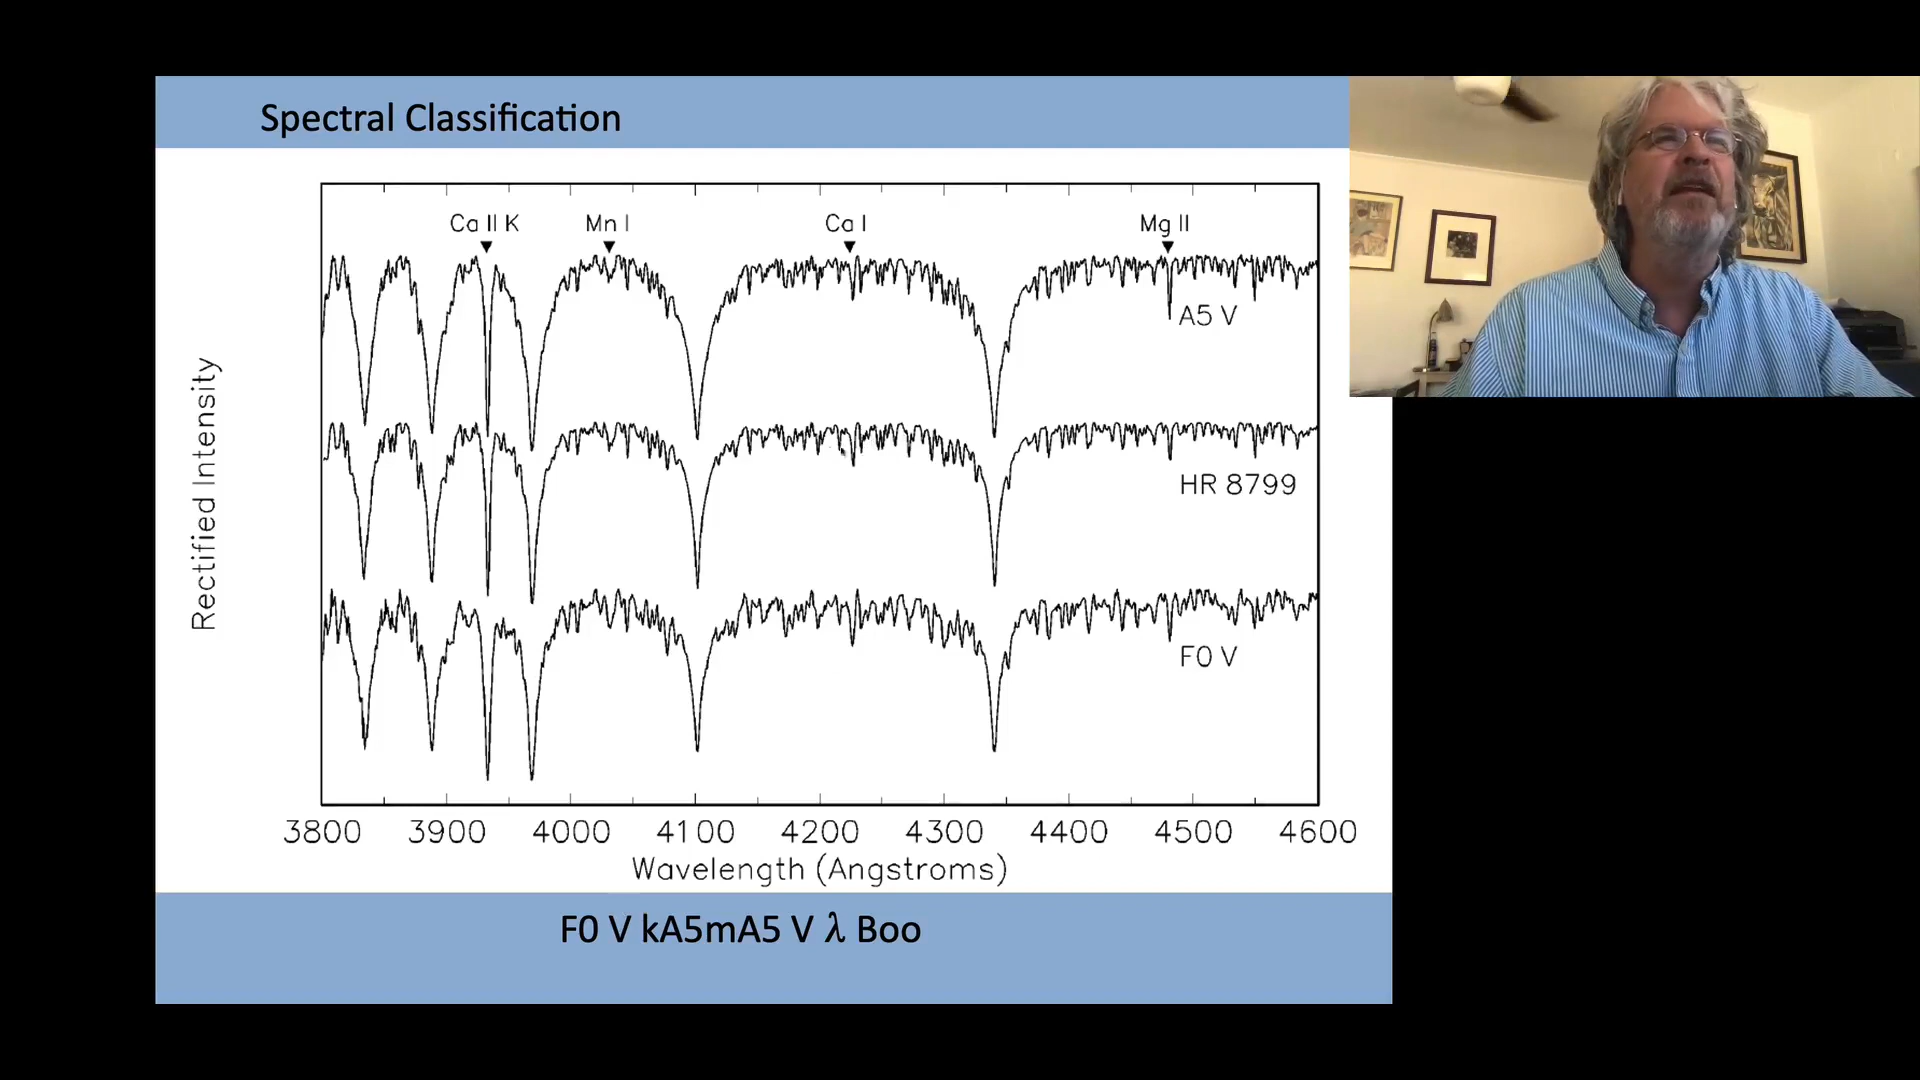 Spectral Classification
Ca II K
Mn I
Ca I
Mg II
A5 V
HR 8799
F0 V
Rectified Intensity
3800 3900 4000 4100 4200 4300 4400 4500 4600
Wavelength (Angstroms)
F0 V kA5mA5 V λ Boo